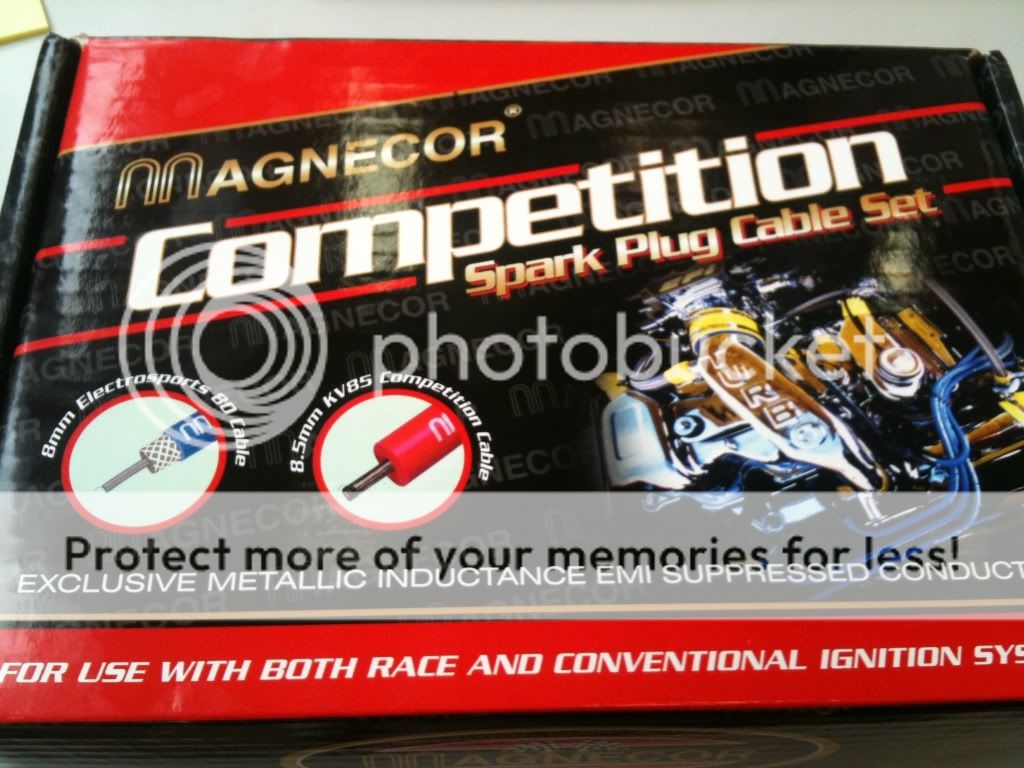 MAGNECOR®
Competition
Spark Plug Cable Set
photobucket
8mm Electrosports 80 Cable
8.5mm KV85 Competition Cable
Protect more of your memories for less!
EXCLUSIVE METALLIC INDUCTANCE EMI SUPPRESSED CONDUCT
FOR USE WITH BOTH RACE AND CONVENTIONAL IGNITION SYS
MAGNECOR